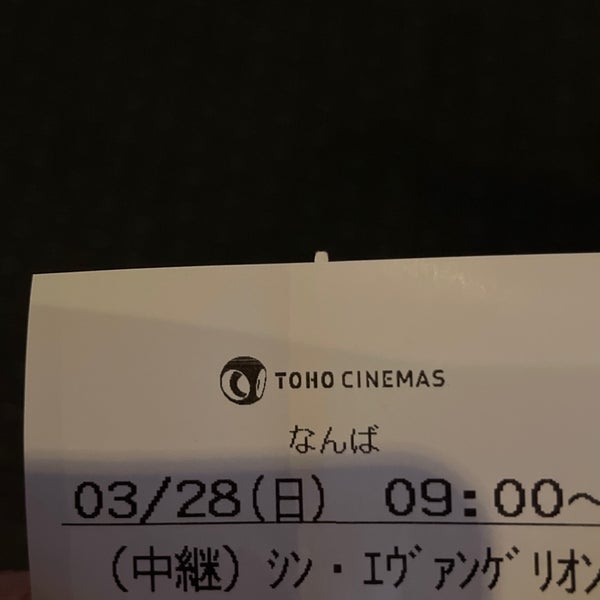 TOHO CINEMAS
なんば
03/28(日) 09:00~
(中継) ｼﾝ・ｴｳﾞｧﾝｹﾞﾘｵﾝ